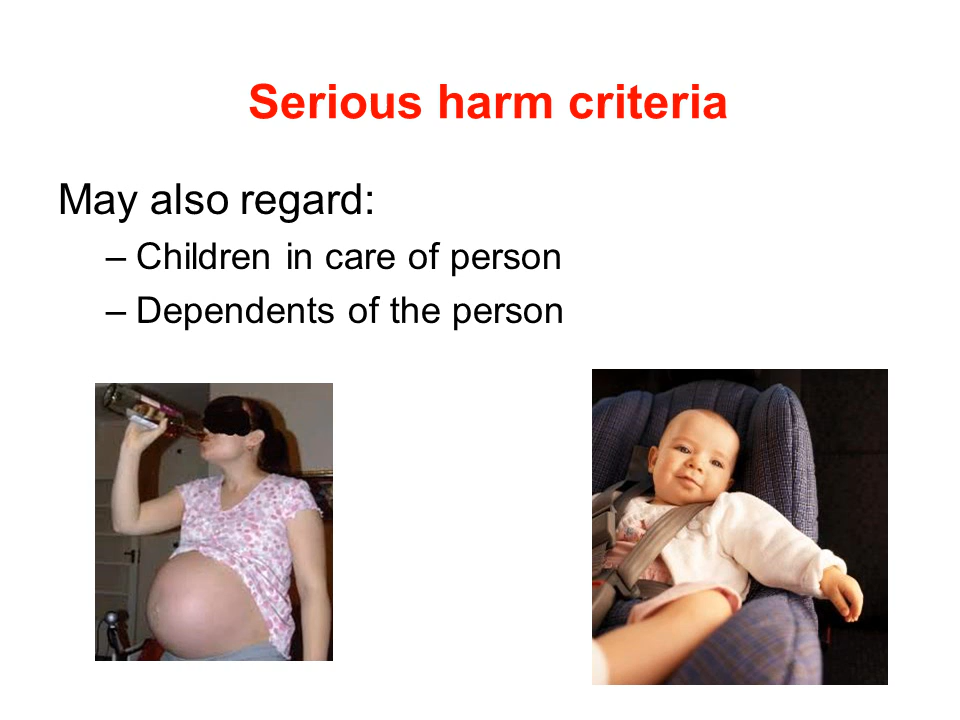 Serious harm criteria
May also regard:
–Children in care of person
–Dependents of the person